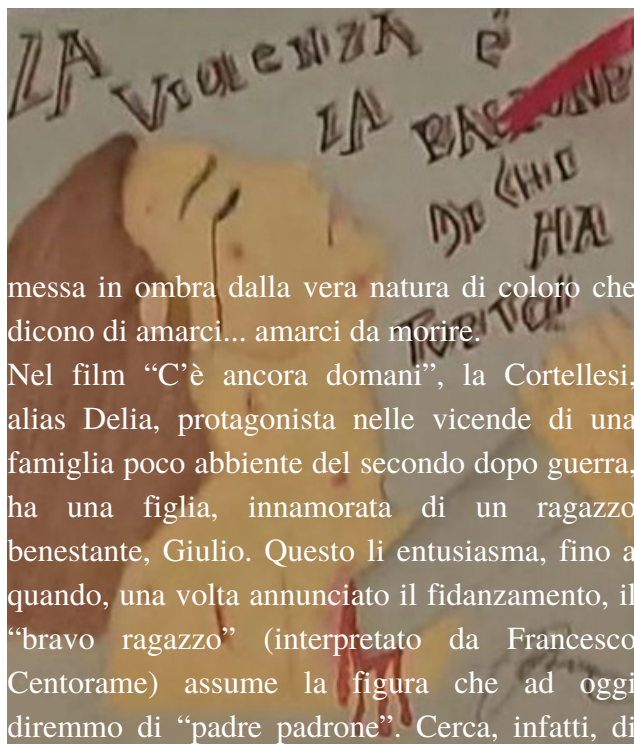 LA VIOLENZA È
LA RAGIONE
DI CHI
HA
TORTO!!
messa in ombra dalla vera natura di coloro che
dicono di amarci... amarci da morire.
Nel film “C’è ancora domani”, la Cortellesi,
alias Delia, protagonista nelle vicende di una
famiglia poco abbiente del secondo dopo guerra,
ha una figlia, innamorata di un ragazzo
benestante, Giulio. Questo li entusiasma, fino a
quando, una volta annunciato il fidanzamento, il
“bravo ragazzo” (interpretato da Francesco
Centorame) assume la figura che ad oggi
diremmo di “padre padrone”. Cerca, infatti, di